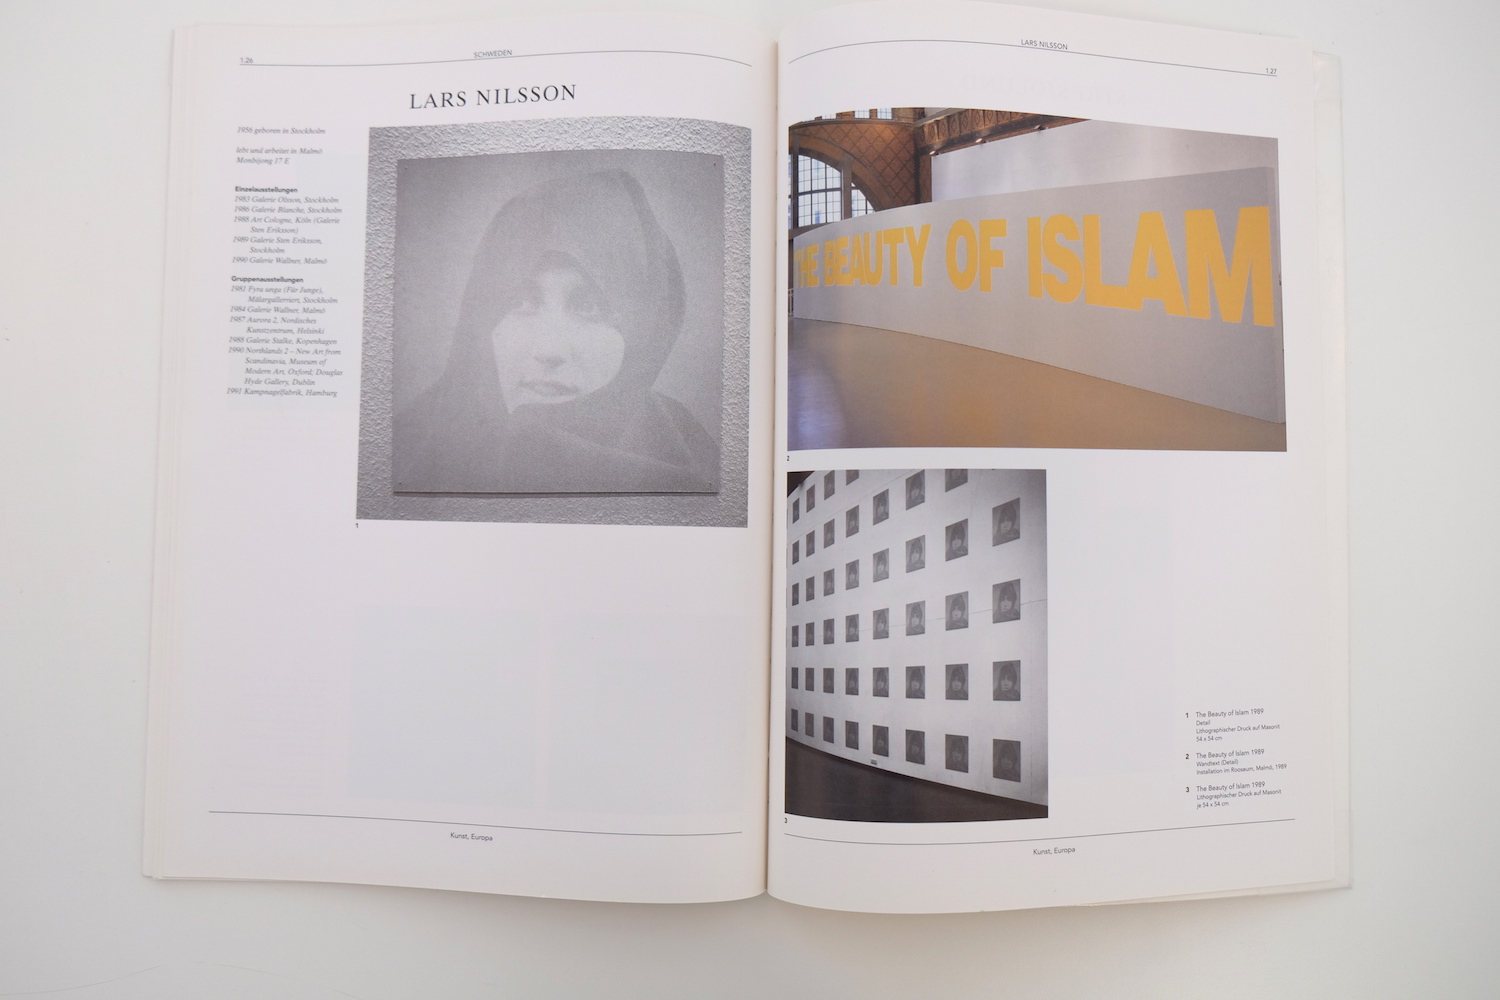 1.26
SCHWEDEN
LARS NILSSON
1956 geboren in Stockholm
lebt und arbeitet in Malmö
Monbijong 17 E
Einzelausstellungen
1983 Galerie Olsson, Stockholm
1986 Galerie Blanche, Stockholm
1988 Art Cologne, Köln (Galerie
Sten Eriksson)
1989 Galerie Sten Eriksson,
Stockholm
1990 Galerie Wallner, Malmö
Gruppenausstellungen
1981 Fyra unga (Für Junge),
Mälargallerieri, Stockholm
1984 Galerie Wallner, Malmö
1987 Aurora 2, Nordisches
Kunstzentrum, Helsinki
1988 Galerie Stalke, Kopenhagen
1990 Northlands 2 – New Art from
Scandinavia, Museum of
Modern Art, Oxford; Douglas
Hyde Gallery, Dublin
1991 Kampnagelfabrik, Hamburg
1
Kunst, Europa
LARS NILSSON
1.27
THE BEAUTY OF ISLAM
2
3
1 The Beauty of Islam 1989
Detail
Lithographischer Druck auf Masonit
54 x 54 cm
2 The Beauty of Islam 1989
Wandtext (Detail)
Installation im Rooseum, Malmö, 1989
3 The Beauty of Islam 1989
Lithographischer Druck auf Masonit
je 54 x 54 cm
Kunst, Europa